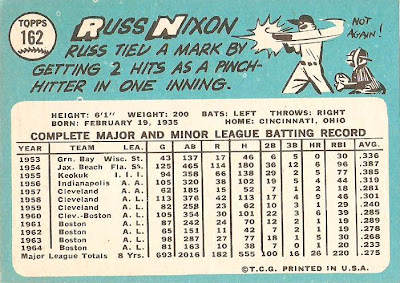 TOPPS
162
RUSS NIXON
RUSS TIED A MARK BY
GETTING 2 HITS AS A PINCH-
HITTER IN ONE INNING.
NOT
AGAIN!
HEIGHT: 6'1" WEIGHT: 200 BATS: LEFT THROWS: RIGHT
BORN: FEBRUARY 19, 1935 HOME: CINCINNATI, OHIO
COMPLETE MAJOR AND MINOR LEAGUE BATTING RECORD
YEAR TEAM LEA. G AB R H 2B 3B HR RBI AVG.
1953 Grn. Bay Wisc. St. 43 137 17 46 6 5 0 30 .336
1954 Jax. Beach Fla. St. 125 465 114 180 36 12 6 96 .387
1955 Keokuk I. I. I. 94 358 66 138 29 2 5 77 .385
1956 Indianapolis A. A. 105 395 44 126 20 5 4 44 .319
1957 Cleveland A. L. 62 185 15 52 7 1 2 18 .281
1958 Cleveland A. L. 113 376 42 113 17 4 9 46 .301
1959 Cleveland A. L. 82 258 23 62 10 3 1 29 .240
1960 Clev.-Boston A. L. 105 354 30 101 22 3 6 39 .285
1961 Boston A. L. 87 242 24 70 12 2 1 19 .289
1962 Boston A. L. 65 151 11 42 7 2 1 19 .278
1963 Boston A. L. 98 287 27 77 18 1 5 30 .268
1964 Boston A. L. 81 163 10 38 7 0 1 20 .233
Major League Totals 8 Yrs. 693 2016 182 555 100 16 26 220 .275
©T.C.G. PRINTED IN U.S.A.